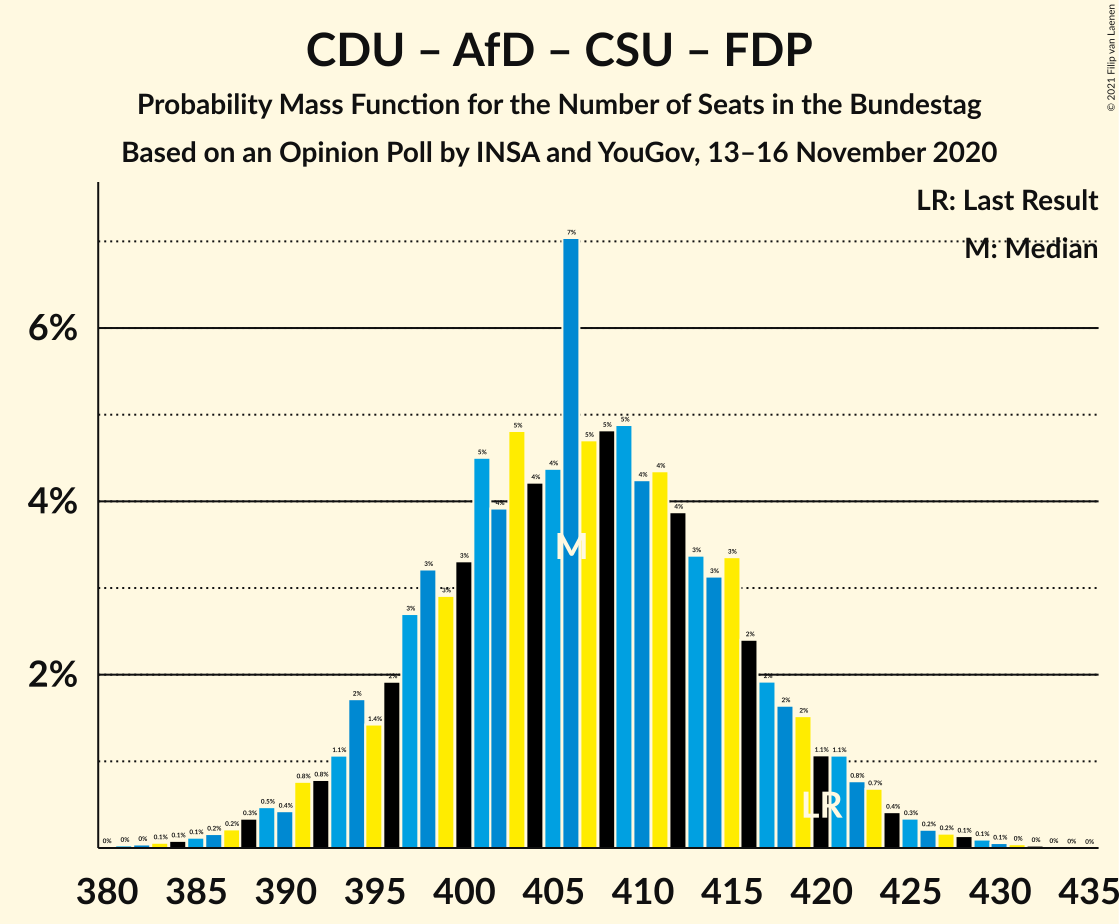 CDU – AfD – CSU – FDP
Probability Mass Function for the Number of Seats in the Bundestag
Based on an Opinion Poll by INSA and YouGov, 13–16 November 2020
© 2021 Filip van Laenen
LR: Last Result
M: Median
7%
6%
5% 5% 5% 5% 5%
4% 4% 4% 4% 4% 4%
4%
3% 3% 3% 3% 3% 3% 3%
M
2%
2% 2% 2% 2% 2% 2%
1.4% 1.1% 1.1% 1.1%
0.8% 0.8% 0.8% 0.7%
LR
0% 0% 0% 0.1% 0.1% 0.1% 0.2% 0.2% 0.3% 0.5% 0.4% 0.4% 0.3% 0.2% 0.2% 0.1% 0.1% 0.1% 0% 0% 0% 0% 0%
380 385 390 395 400 405 410 415 420 425 430 435